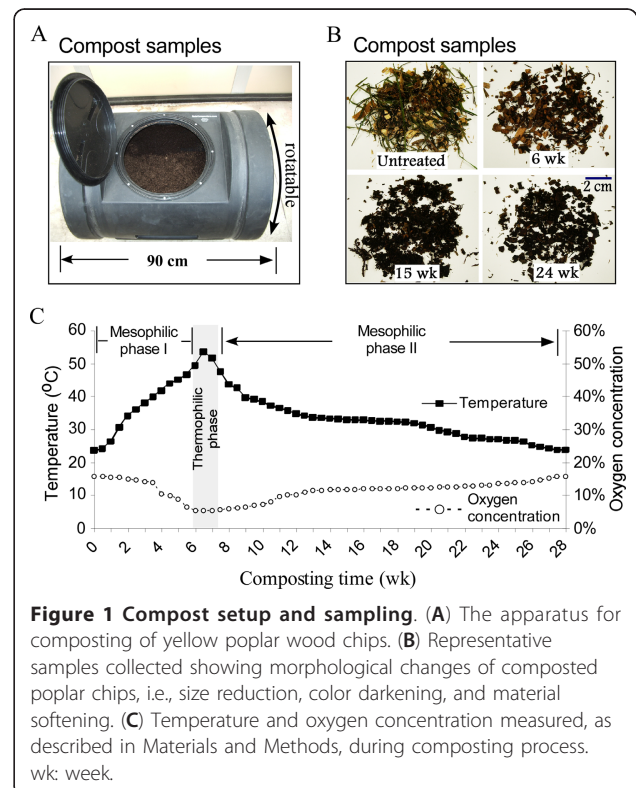 A
Compost samples
rotatable
90 cm
B
Compost samples
Untreated
6 wk
2 cm
15 wk
24 wk
C
Mesophilic
phase I
Thermophilic
phase
Mesophilic
phase II
Temperature (⁰C)
60
50
40
30
20
10
0
Oxygen concentration
60%
50%
40%
30%
20%
10%
0%
Temperature
Oxygen
concentration
0 2 4 6 8 10 12 14 16 18 20 22 24 26 28
Composting time (wk)
Figure 1 Compost setup and sampling. (A) The apparatus for
composting of yellow poplar wood chips. (B) Representative
samples collected showing morphological changes of composted
poplar chips, i.e., size reduction, color darkening, and material
softening. (C) Temperature and oxygen concentration measured, as
described in Materials and Methods, during composting process.
wk: week.